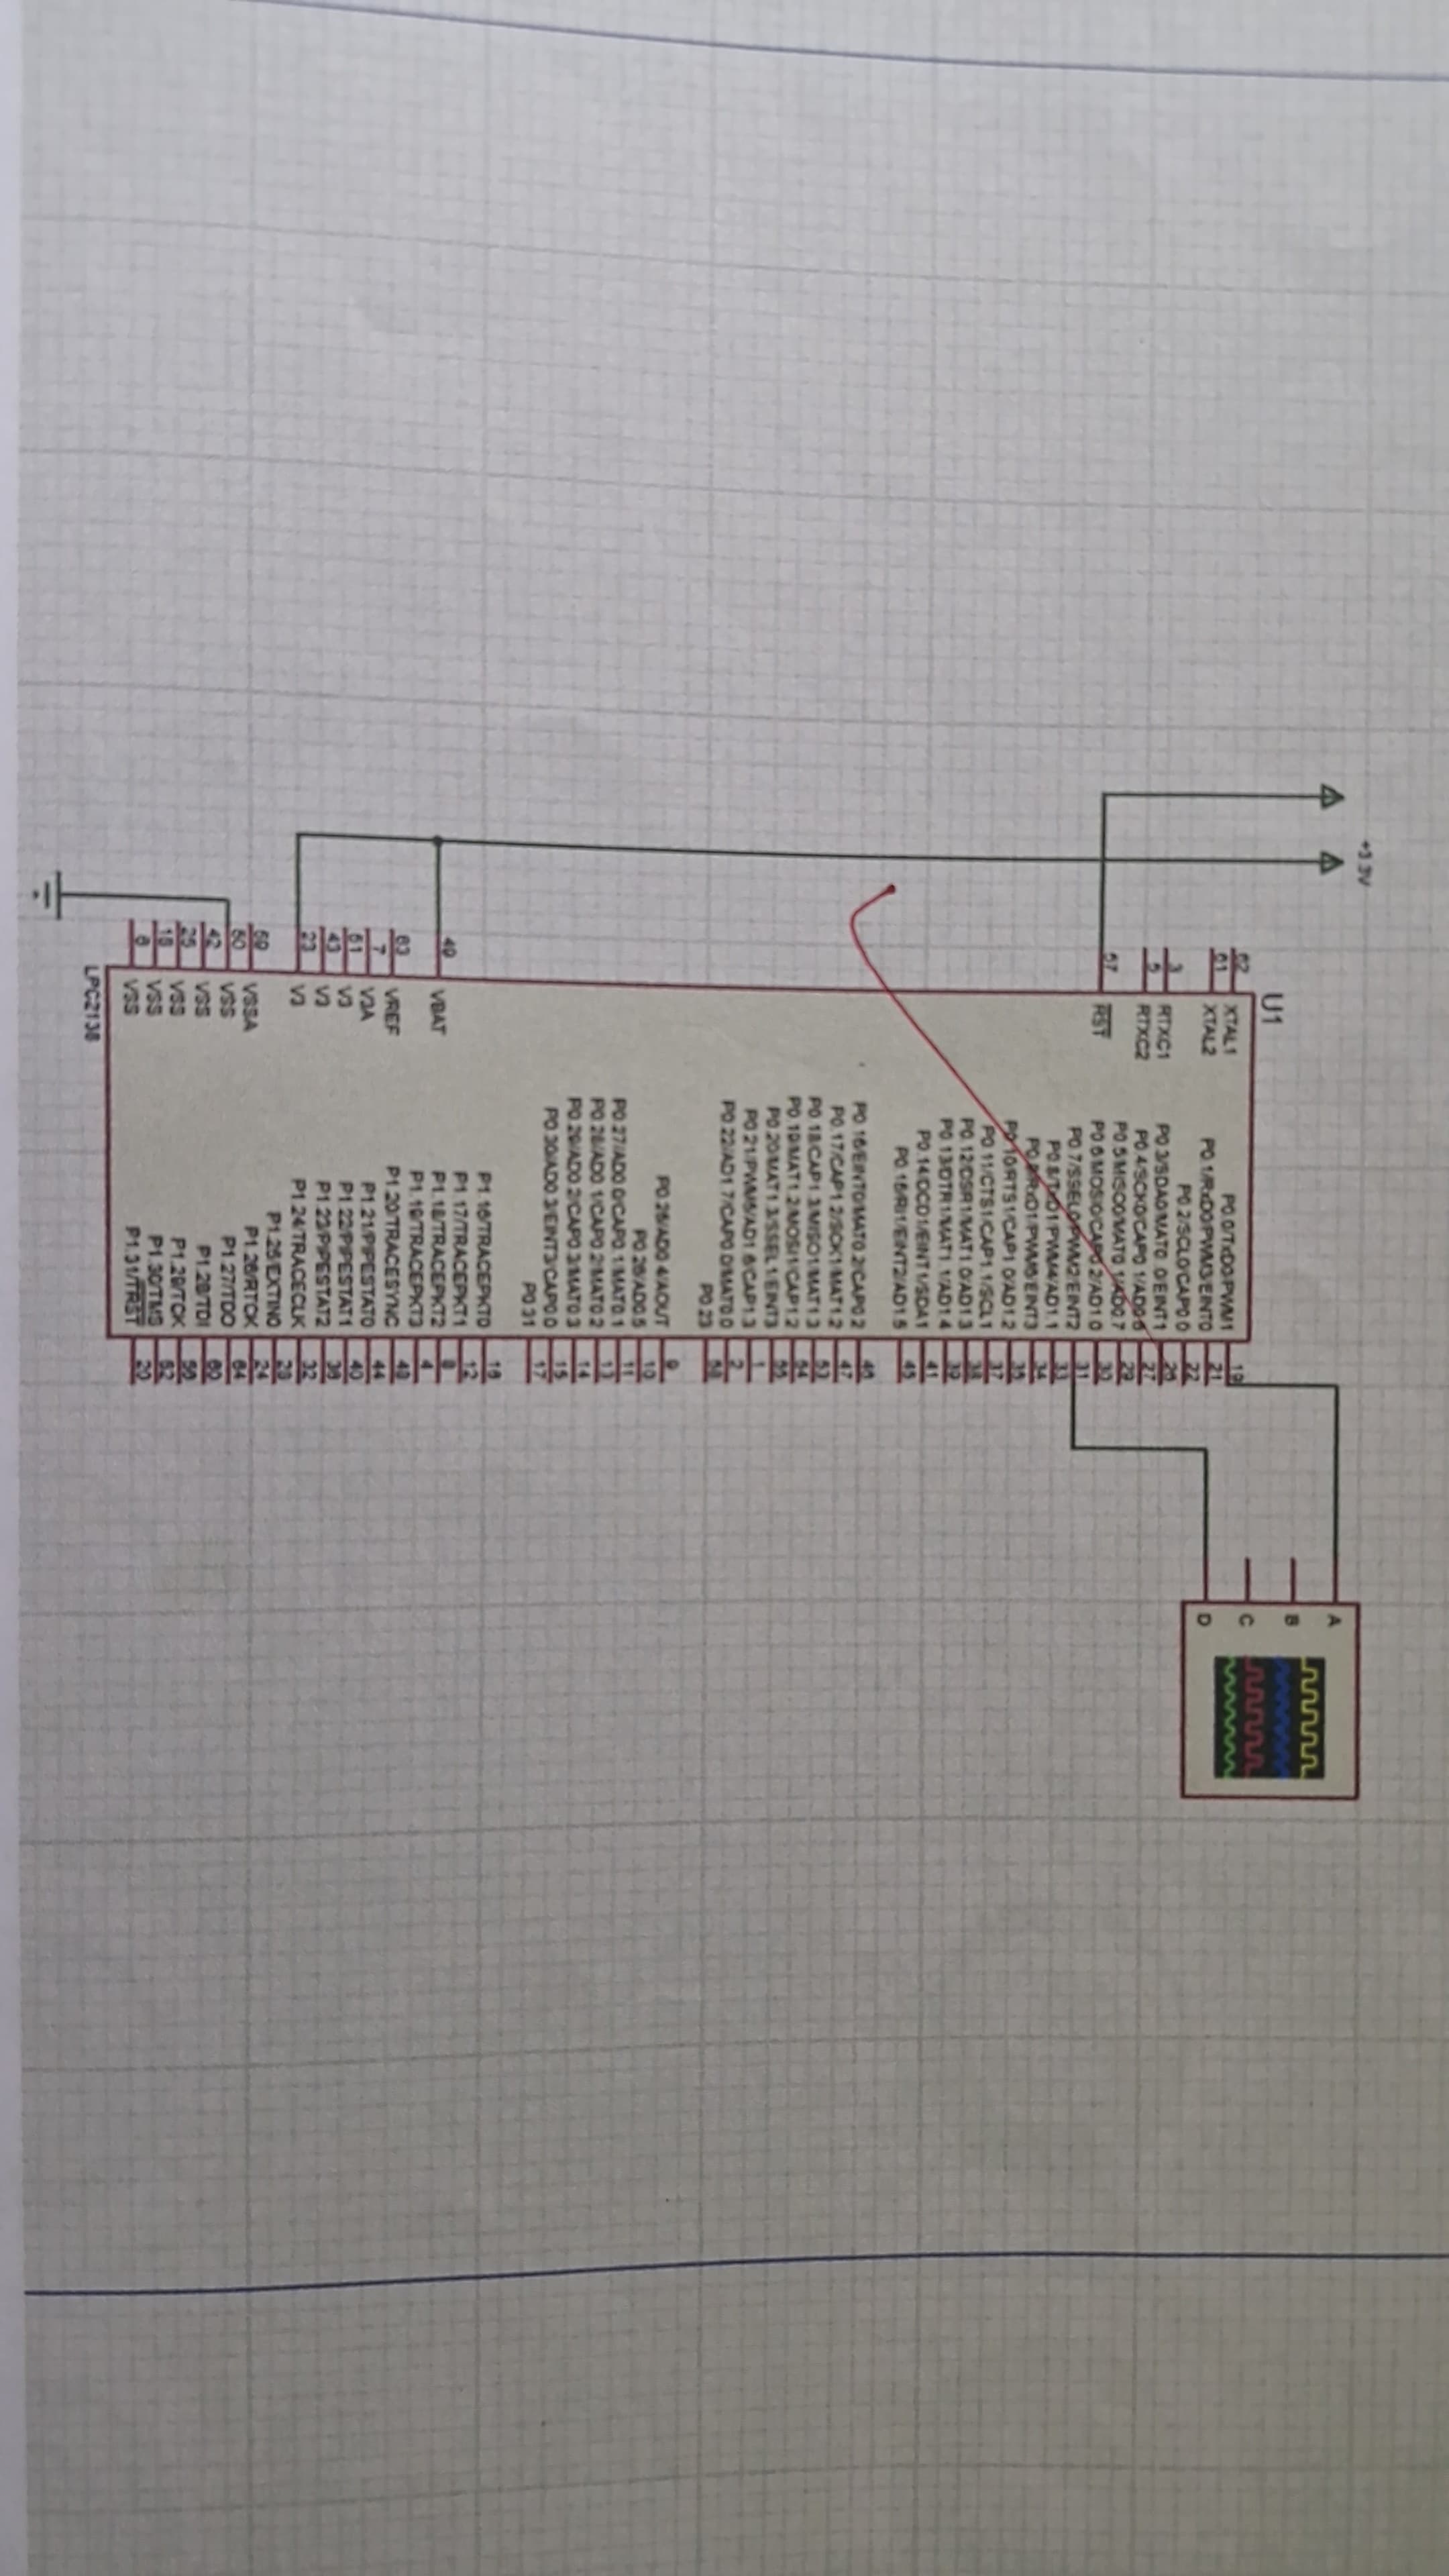 +3.3V
U1
62 XTAL1
61 XTAL2
3 RTXC1
5 RTXC2
57 RST
49 VBAT
63 VREF
7 V3A
51 V3
43 V3
23 V3
59 VSSA
50 VSS
42 VSS
25 VSS
18 VSS
6 VSS
LPC2138
P0.0/TxD0/PWM1 19
P0.1/RxD0/PWM3/EINT0 21
P0.2/SCL0/CAP0.0 22
P0.3/SDA0/MAT0.0/EINT1 26
P0.4/SCK0/CAP0.1/AD0.6 27
P0.5/MISO0/MAT0.1/AD0.7 29
P0.6/MOSI0/CAP0.2/AD1.0 30
P0.7/SSEL0/PWM2/EINT2 31
P0.8/TxD1/PWM4/AD1.1 33
P0.9/RxD1/PWM6/EINT3 34
P0.10/RTS1/CAP1.0/AD1.2 35
P0.11/CTS1/CAP1.1/SCL1 37
P0.12/DSR1/MAT1.0/AD1.3 38
P0.13/DTR1/MAT1.1/AD1.4 39
P0.14/DCD1/EINT1/SDA1 41
P0.15/RI1/EINT2/AD1.5 45
P0.16/EINT0/MAT0.2/CAP0.2 46
P0.17/CAP1.2/SCK1/MAT1.2 47
P0.18/CAP1.3/MISO1/MAT1.3 53
P0.19/MAT1.2/MOSI1/CAP1.2 54
P0.20/MAT1.3/SSEL1/EINT3 55
P0.21/PWM5/AD1.6/CAP1.3 1
P0.22/AD1.7/CAP0.0/MAT0.0 2
P0.23 58
P0.25/AD0.4/AOUT 9
P0.26/AD0.5 10
P0.27/AD0.0/CAP0.1/MAT0.1 11
P0.28/AD0.1/CAP0.2/MAT0.2 13
P0.29/AD0.2/CAP0.3/MAT0.3 14
P0.30/AD0.3/EINT3/CAP0.0 15
P0.31 17
P1.16/TRACEPKT0 16
P1.17/TRACEPKT1 12
P1.18/TRACEPKT2 8
P1.19/TRACEPKT3 4
P1.20/TRACESYNC 48
P1.21/PIPESTAT0 44
P1.22/PIPESTAT1 40
P1.23/PIPESTAT2 36
P1.24/TRACECLK 32
P1.25/EXTIN0 28
P1.26/RTCK 24
P1.27/TDO 64
P1.28/TDI 60
P1.29/TCK 56
P1.30/TMS 52
P1.31/TRST 20
A
B
C
D